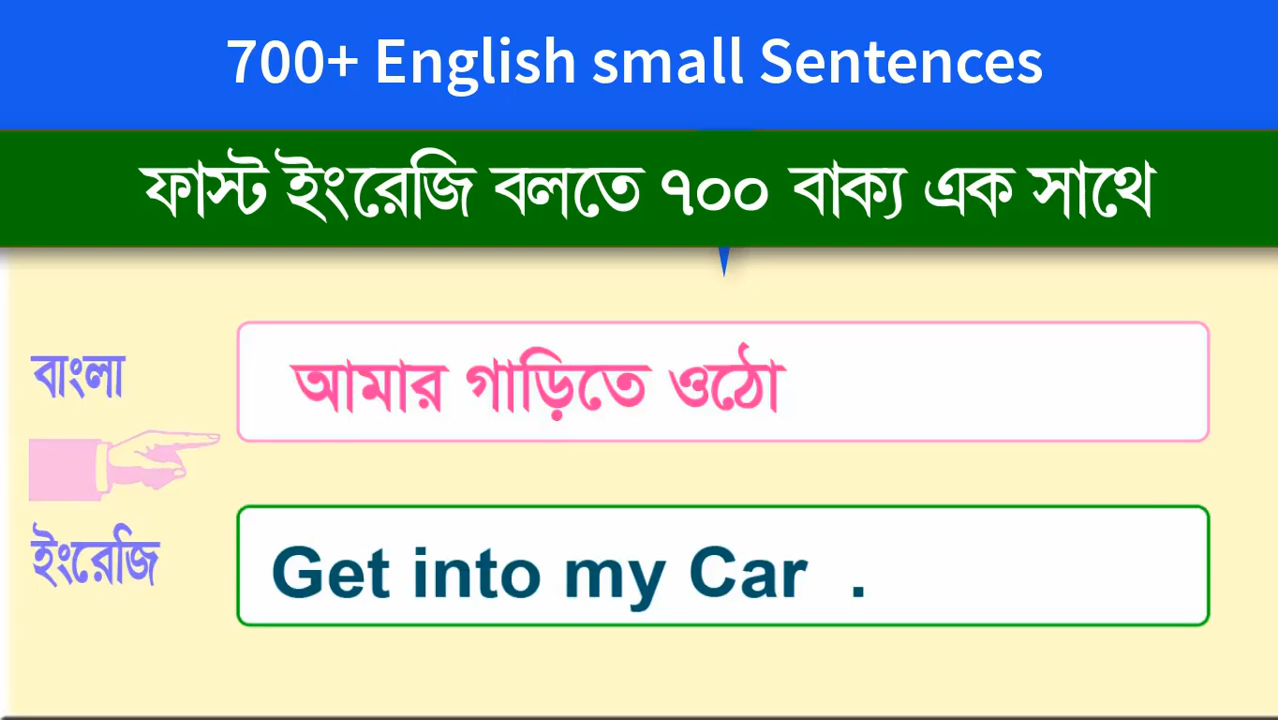 700+ English small Sentences
ফাস্ট ইংরেজি বলতে ৭০০ বাক্য এক সাথে
বাংলা
আমার গাড়িতে ওঠো
ইংরেজি
Get into my Car .